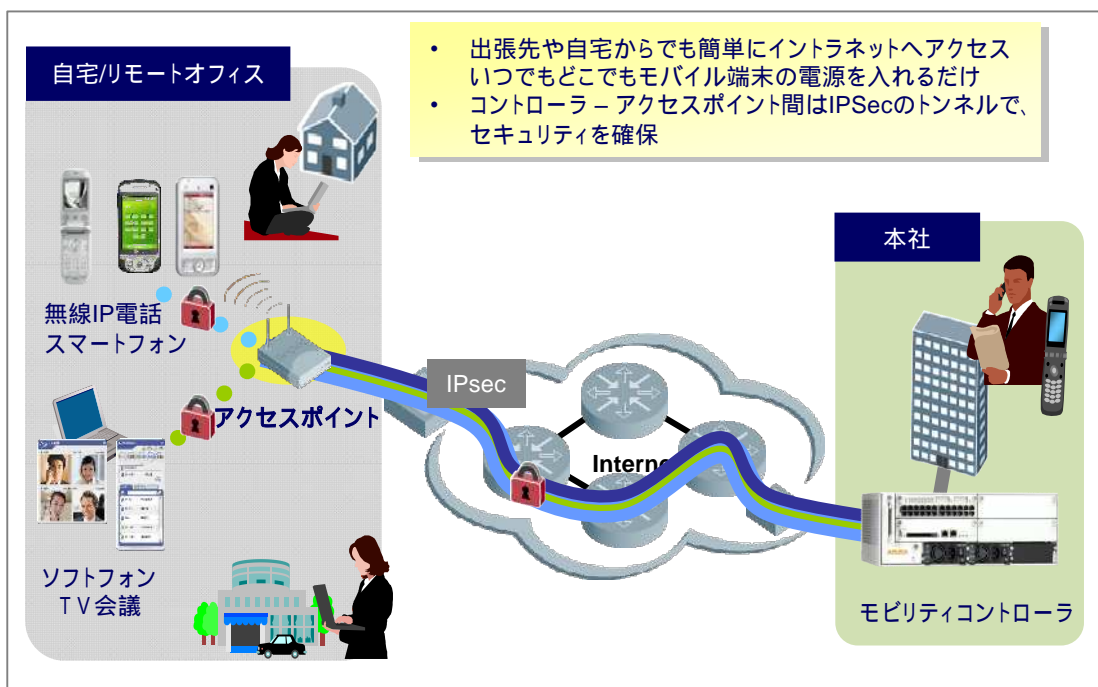 • 出張先や自宅からでも簡単にイントラネットへアクセス
いつでもどこでもモバイル端末の電源を入れるだけ
• コントローラ – アクセスポイント間はIPSecのトンネルで、
セキュリティを確保
自宅/リモートオフィス
本社
無線IP電話
スマートフォン
IPsec
アクセスポイント
Interne
ソフトフォン
TV会議
モビリティコントローラ